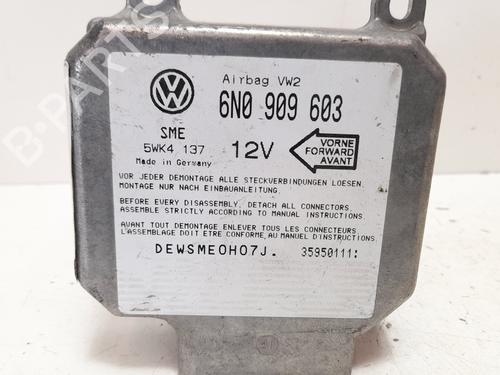 Airbag VW2
6N0 909 603
SME
5WK4 137
12V
VORNE
FORWARD
AVANT
Made in Germany
VOR JEDER DEMONTAGE ALLE STECKVERBINDUNGEN LOESEN.
MONTAGE NUR NACH EINBAUANLEITUNG.
BEFORE EVERY DISASSEMBLY, DETACH ALL CONNECTORS.
ASSEMBLE STRICTLY ACCORDING TO MANUAL INSTRUCTIONS.
AVANT TOUT DEMONTAGE ENLEVER TOUS LES CONNECTEURS.
L'ASSEMBLAGE DOIT ETRE CONFORME AU MANUEL D'INSTRUCTIONS
DEWSME0H07J. 35950111:
B-PARTS